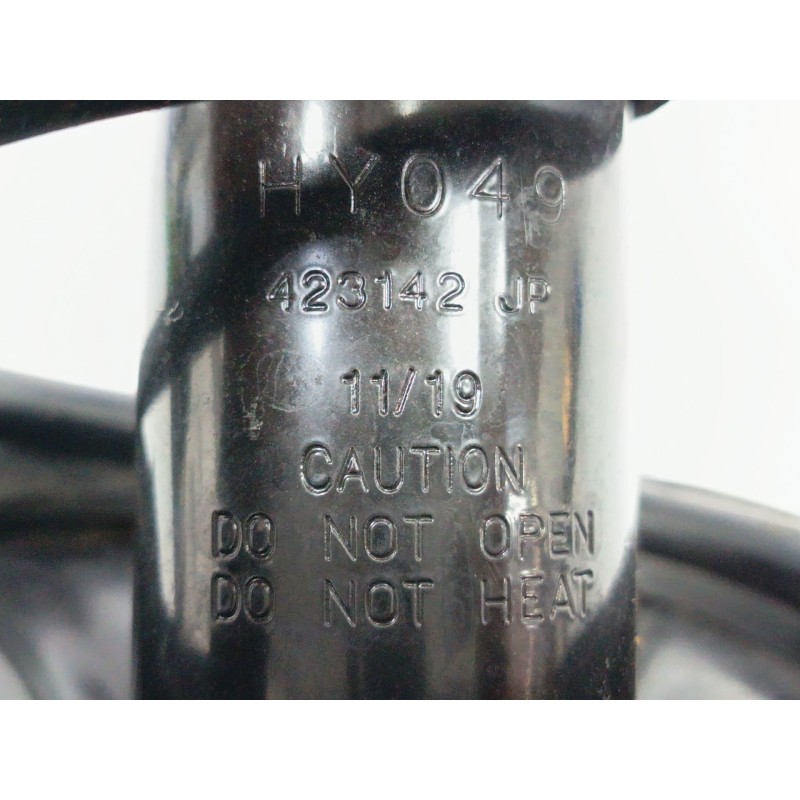 HY049
423142 JP
11/19
CAUTION
DO NOT OPEN
DO NOT HEAT